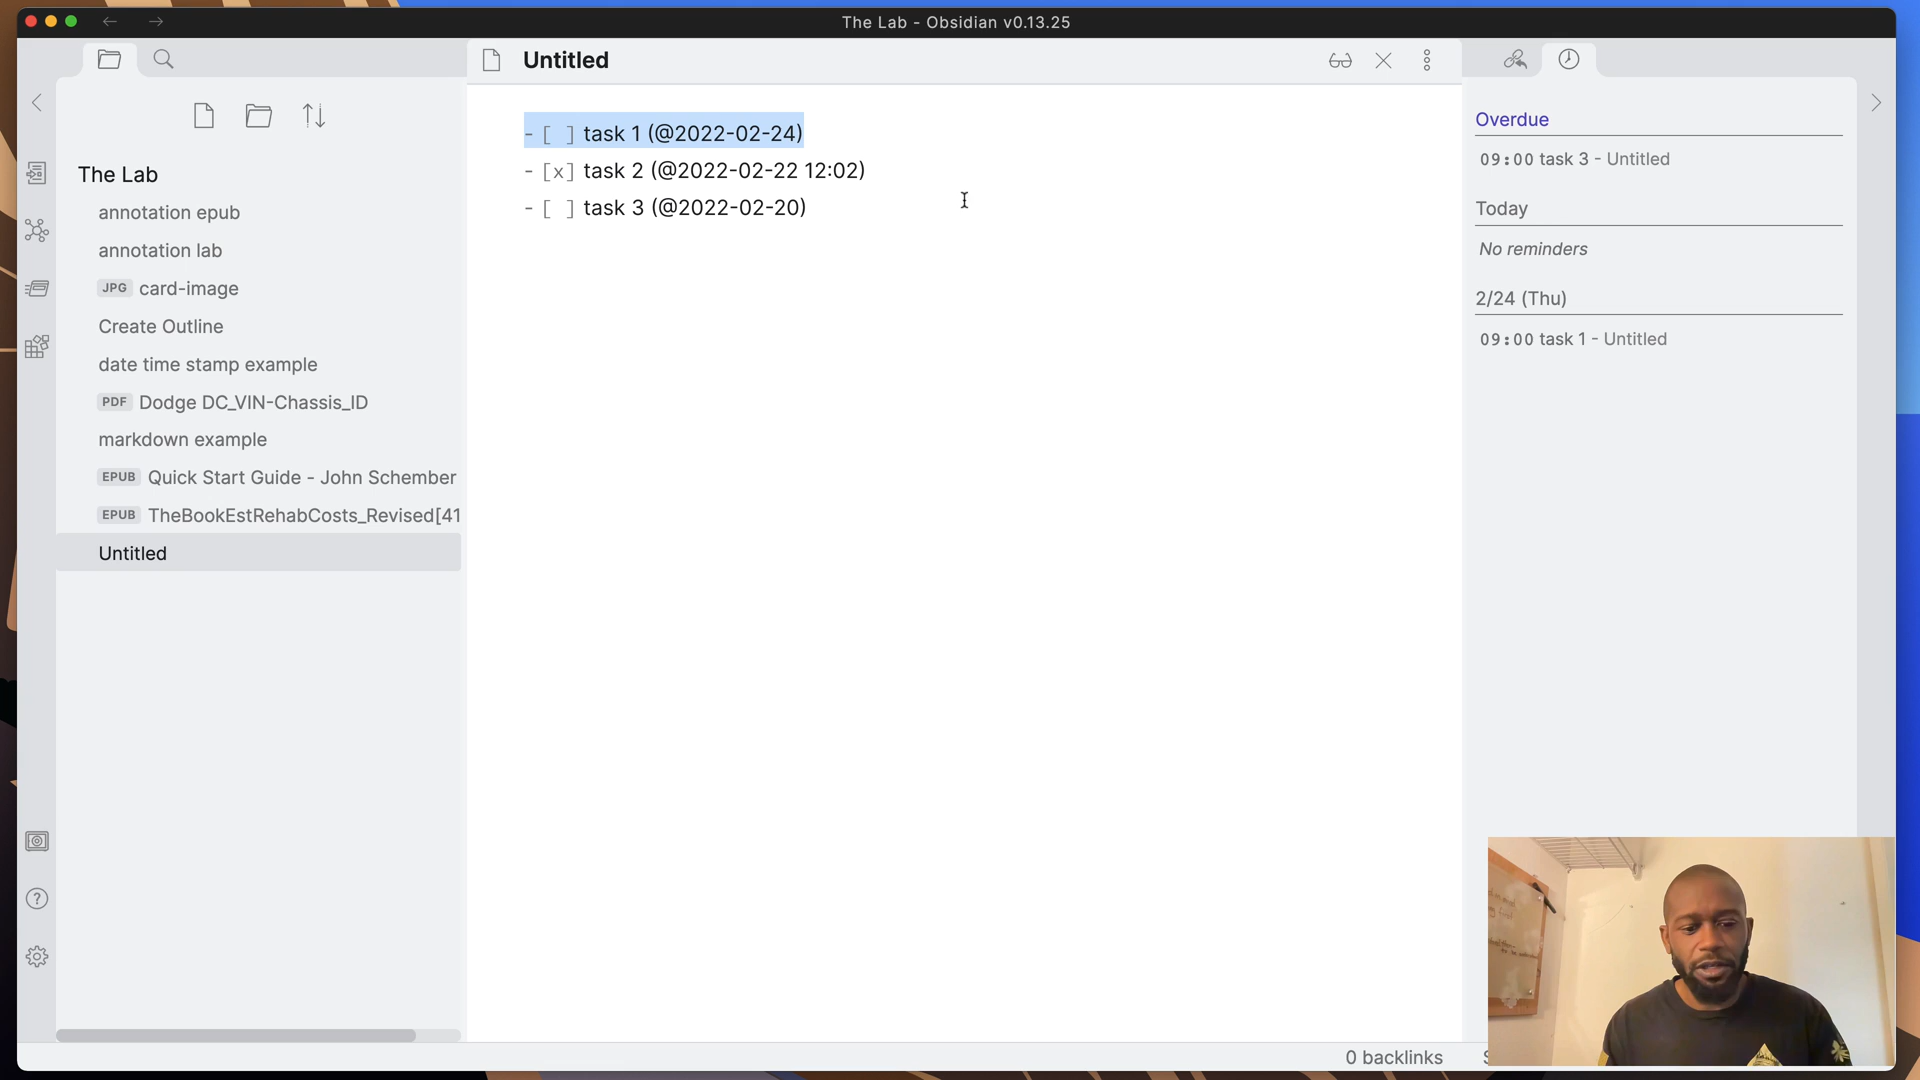 The Lab - Obsidian v0.13.25
Untitled
- [ ] task 1 (@2022-02-24)
- [x] task 2 (@2022-02-22 12:02)
- [ ] task 3 (@2022-02-20)
The Lab
annotation epub
annotation lab
JPG card-image
Create Outline
date time stamp example
PDF Dodge DC_VIN-Chassis_ID
markdown example
EPUB Quick Start Guide - John Schember
EPUB TheBookEstRehabCosts_Revised[41
Untitled
Overdue
09:00 task 3 - Untitled
Today
No reminders
2/24 (Thu)
09:00 task 1 - Untitled
0 backlinks